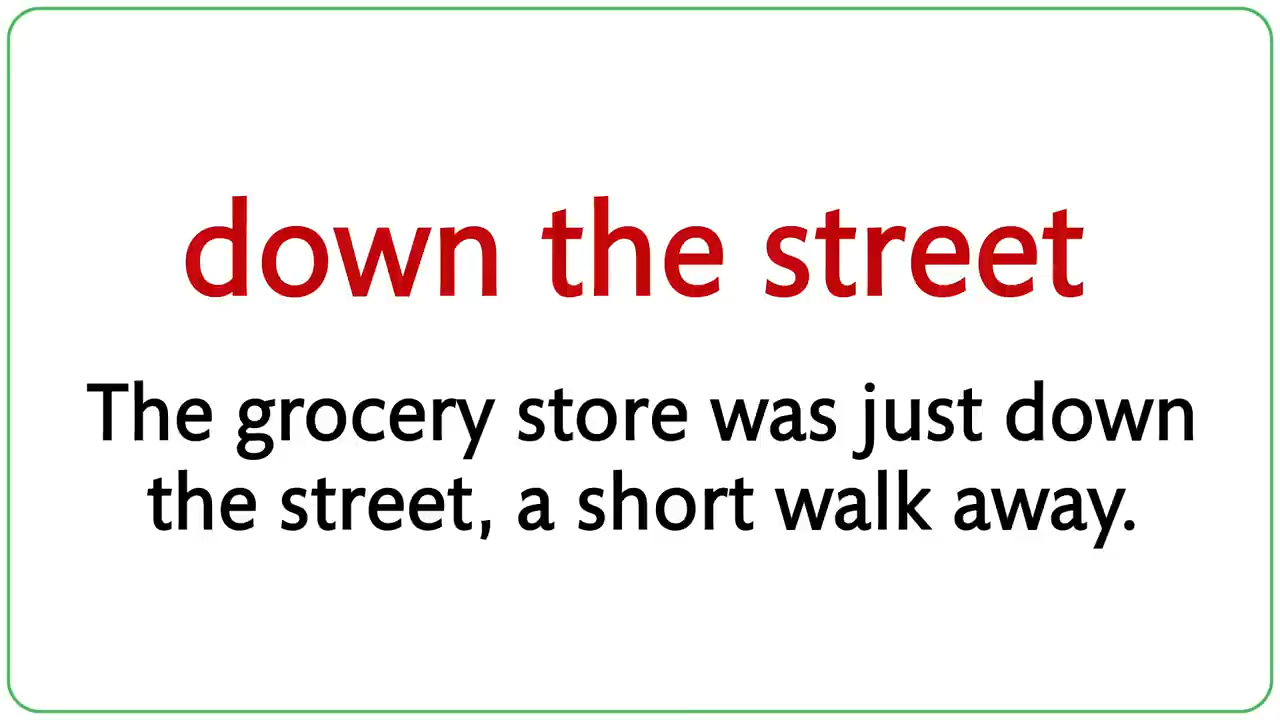 down the street
The grocery store was just down
the street, a short walk away.